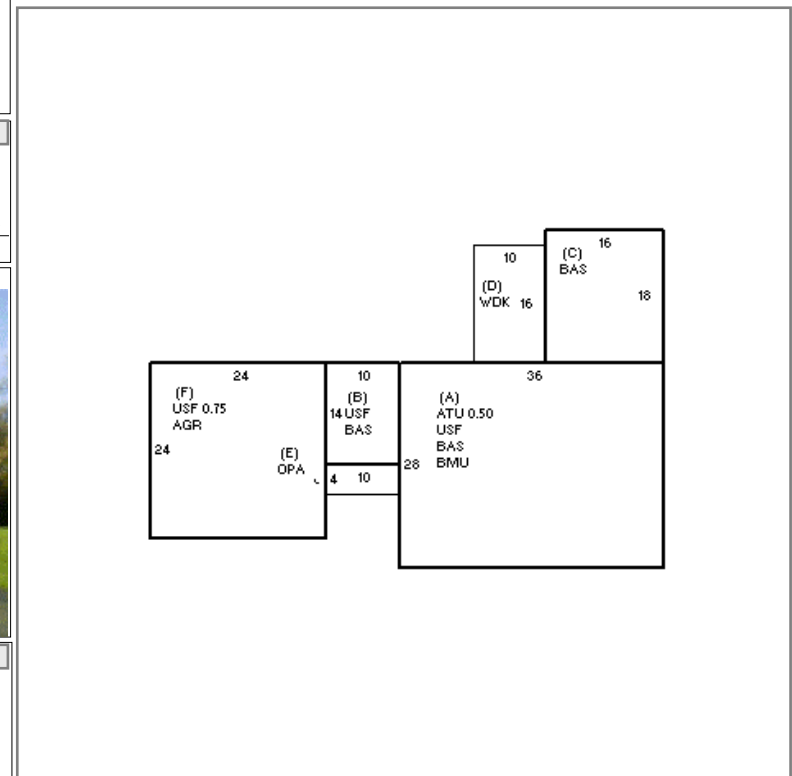 16
10
(C)
BAS
(D)
WDK 16
18
24
10
36
(F)
USF 0.75
AGR
24
(B)
14 USF
BAS
(A)
ATU 0.50
USF
BAS
BMU
28
(E)
OPA
4 10